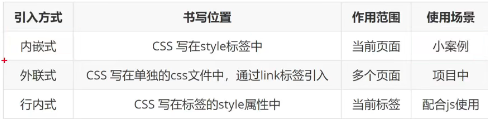 引入方式 书写位置 作用范围 使用场景
内嵌式 CSS 写在style标签中 当前页面 小案例
外联式 CSS 写在单独的css文件中，通过link标签引入 多个页面 项目中
行内式 CSS 写在标签的style属性中 当前标签 配合js使用